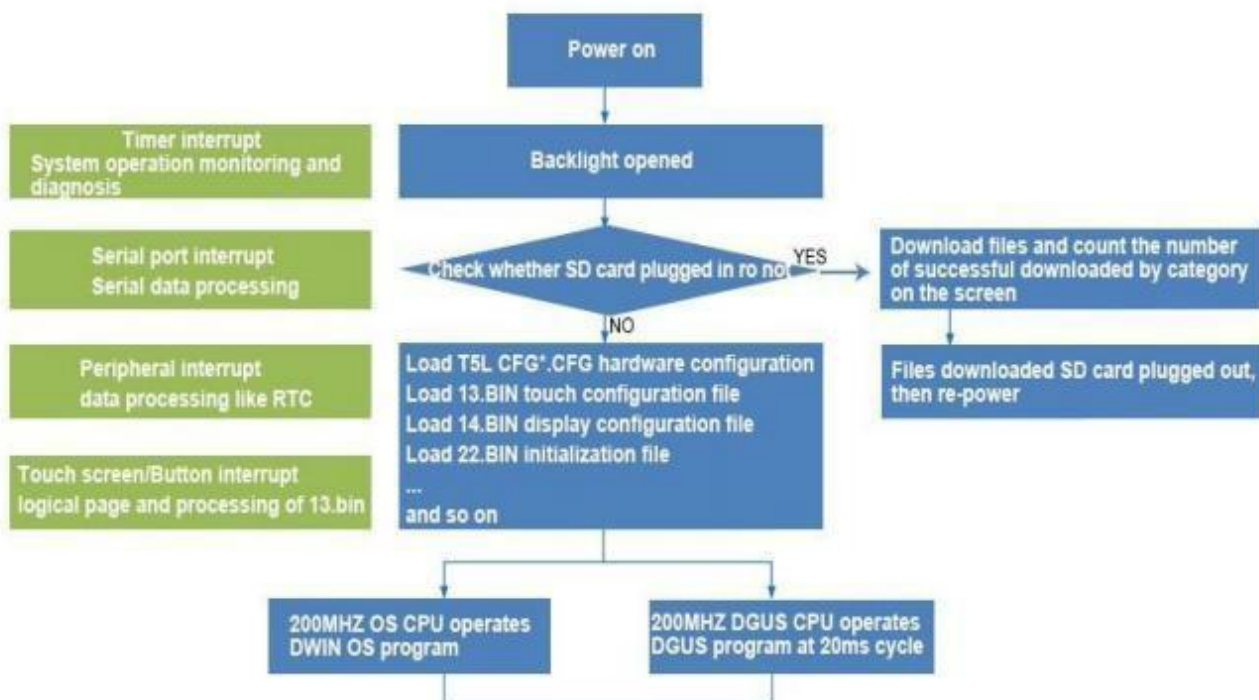 Power on
Timer interrupt
System operation monitoring and
diagnosis
Backlight opened
Serial port interrupt
Serial data processing
Check whether SD card plugged in ro not
YES
Download files and count the number
of successful downloaded by category
on the screen
NO
Peripheral interrupt
data processing like RTC
Load T5L CFG*.CFG hardware configuration
Load 13.BIN touch configuration file
Load 14.BIN display configuration file
Load 22.BIN initialization file
...
and so on
Files downloaded SD card plugged out,
then re-power
Touch screen/Button interrupt
logical page and processing of 13.bin
200MHZ OS CPU operates
DWIN OS program
200MHZ DGUS CPU operates
DGUS program at 20ms cycle